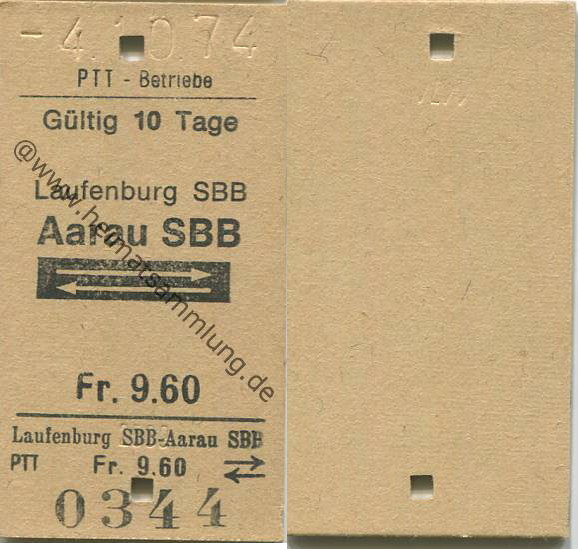 - 4.10.74
PTT - Betriebe
Gültig 10 Tage
Laufenburg SBB
Aarau SBB
Fr. 9.60
Laufenburg SBB-Aarau SBB
PTT Fr. 9.60
0344
@www.heimatsammlung.de